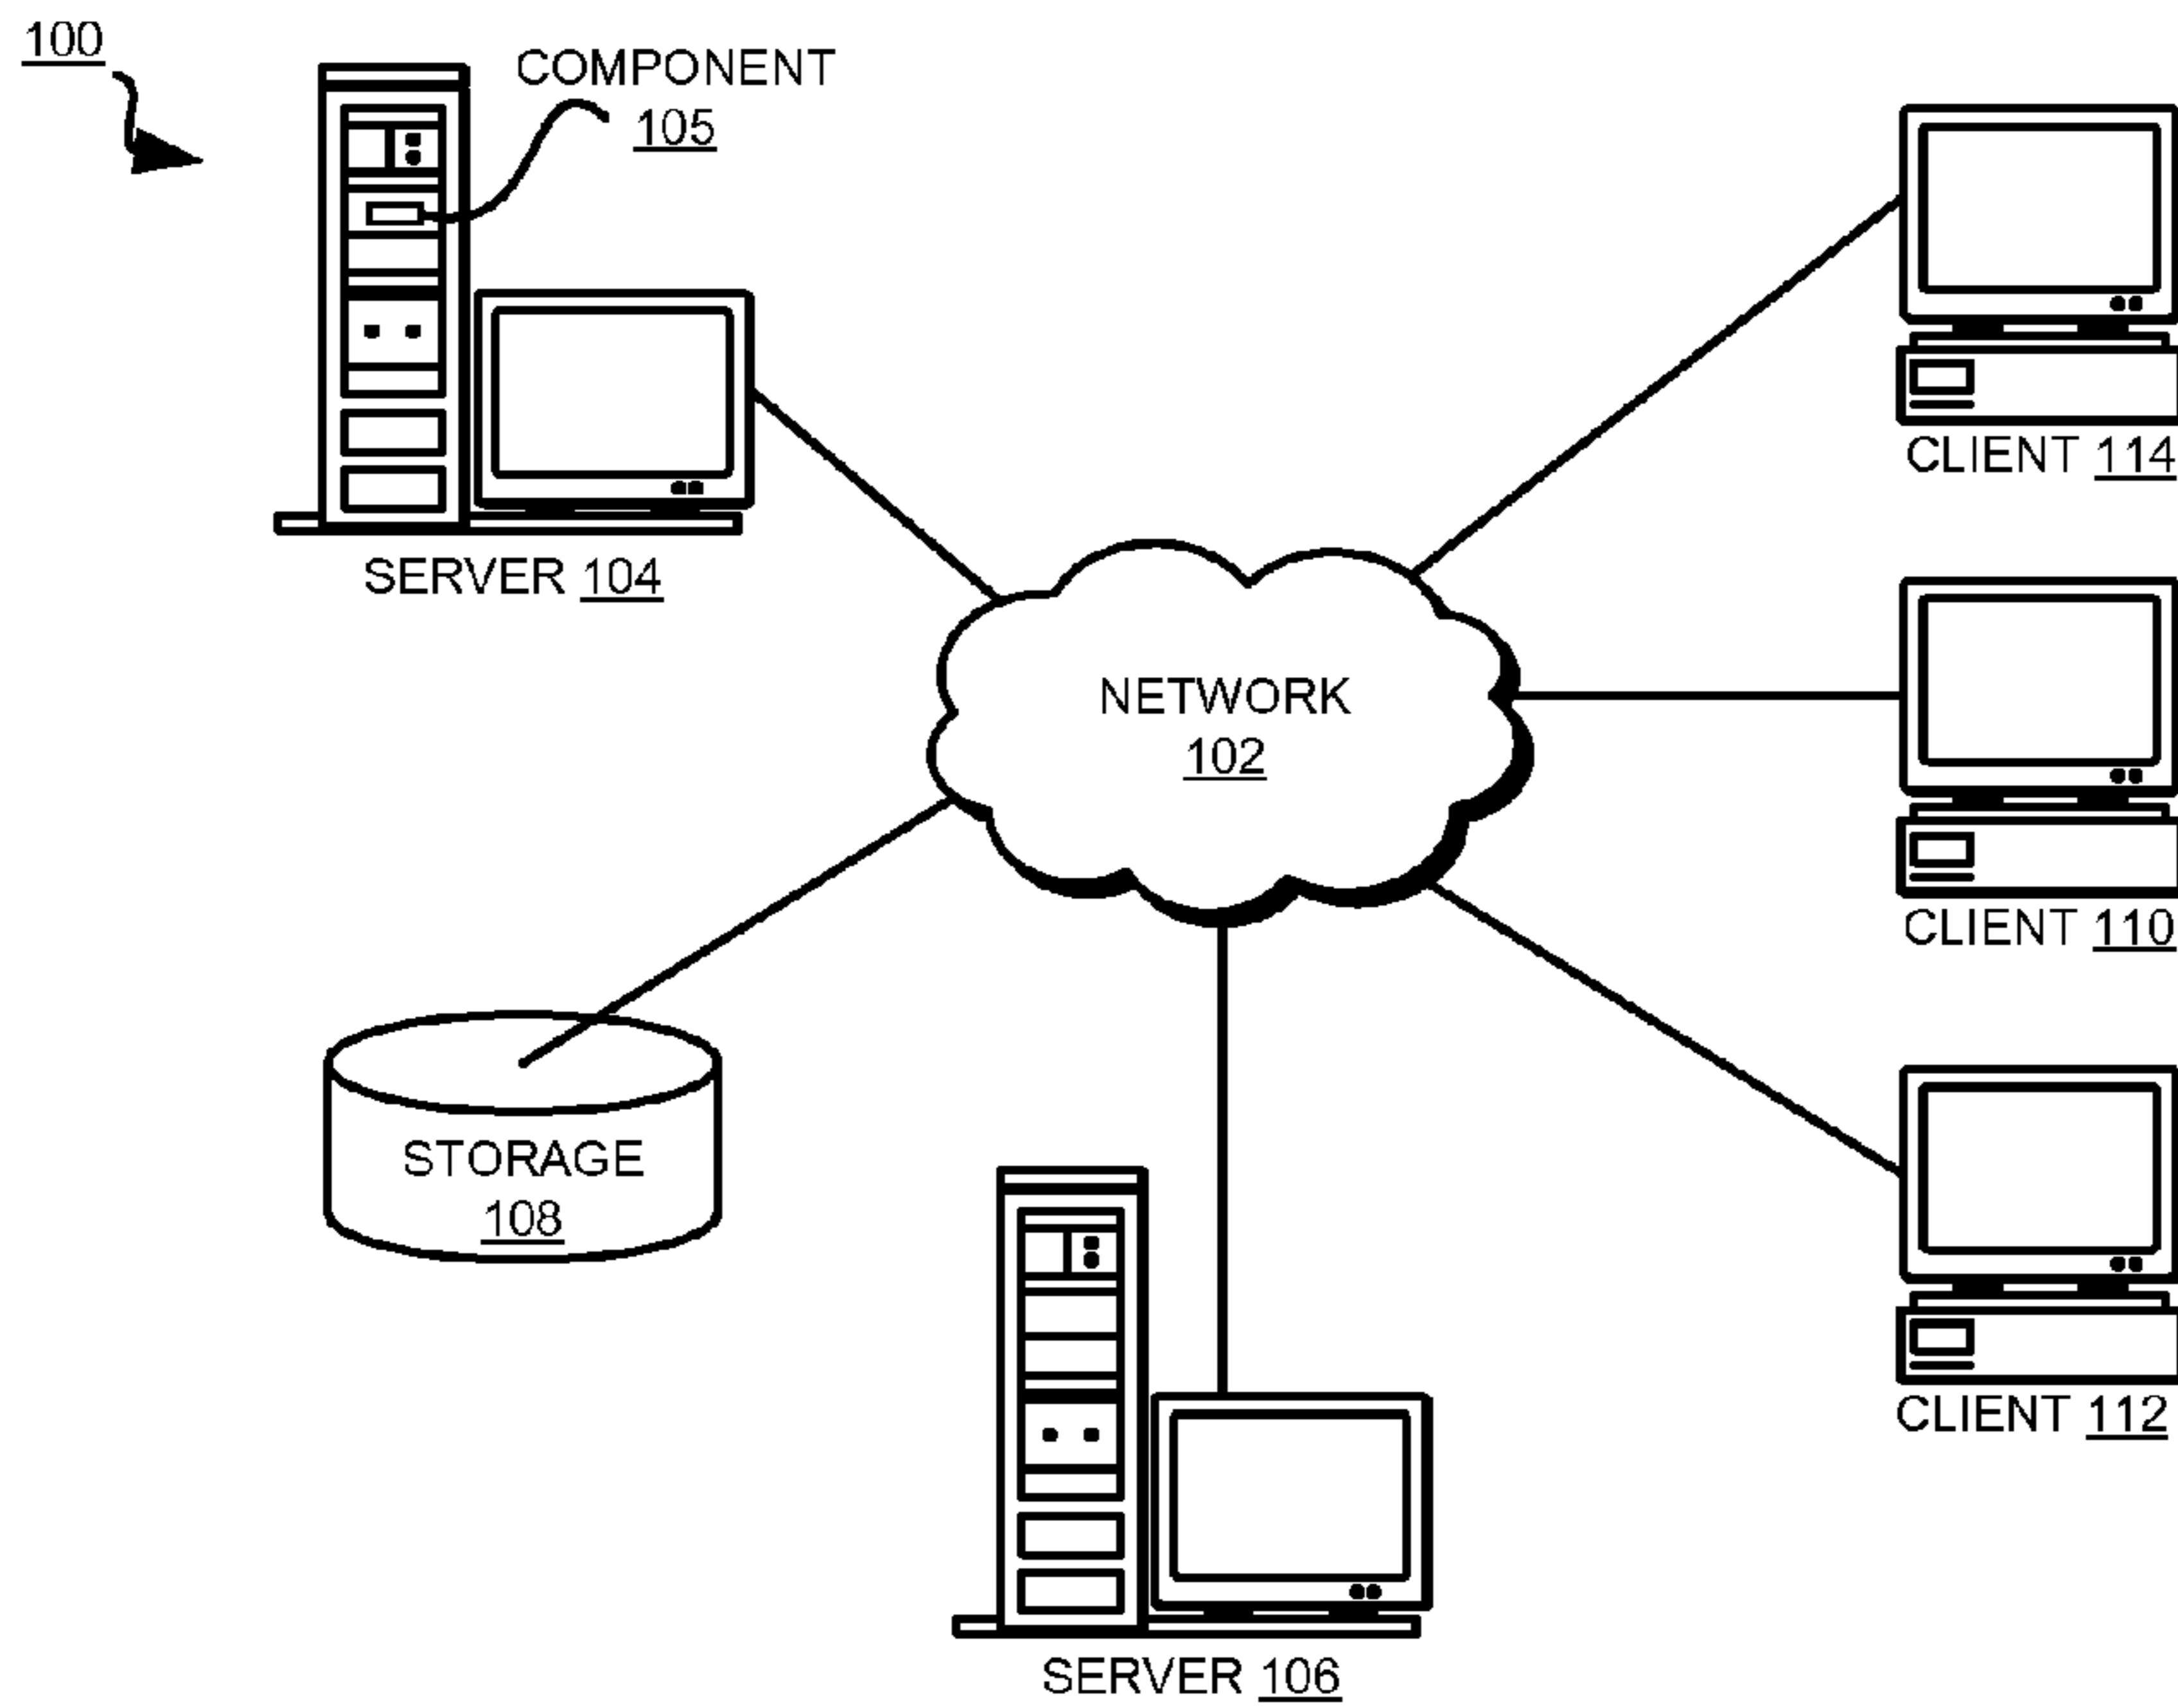 100
COMPONENT
105
CLIENT 114
SERVER 104
NETWORK
102
CLIENT 110
STORAGE
108
CLIENT 112
SERVER 106